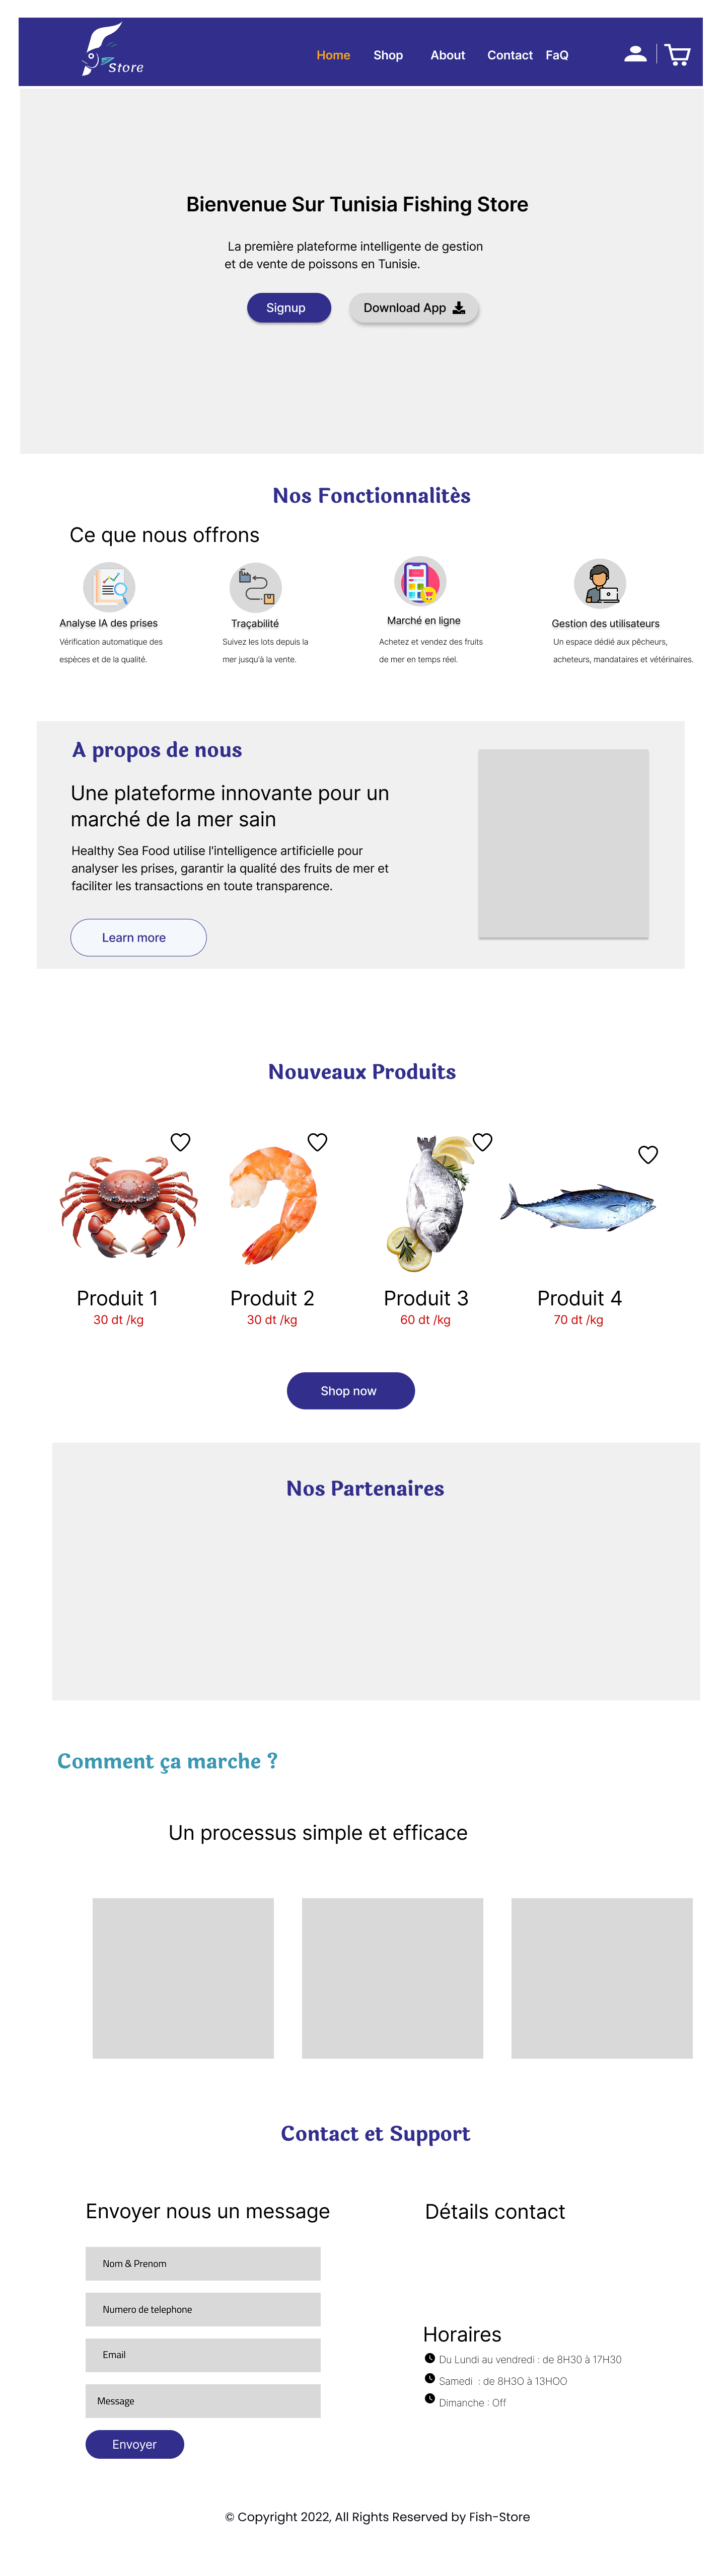 Store
Home Shop About Contact FaQ
Bienvenue Sur Tunisia Fishing Store
La première plateforme intelligente de gestion
et de vente de poissons en Tunisie.
Signup
Download App
Nos Fonctionnalitès
Ce que nous offrons
Analyse IA des prises
Vérification automatique des
espèces et de la qualité.
Traçabilité
Suivez les lots depuis la
mer jusqu'à la vente.
Marché en ligne
Achetez et vendez des fruits
de mer en temps réel.
Gestion des utilisateurs
Un espace dédié aux pêcheurs,
acheteurs, mandataires et vétérinaires.
A propos de nous
Une plateforme innovante pour un
marché de la mer sain
Healthy Sea Food utilise l'intelligence artificielle pour
analyser les prises, garantir la qualité des fruits de mer et
faciliter les transactions en toute transparence.
Learn more
Nouveaux Produits
Produit 1
30 dt /kg
Produit 2
30 dt /kg
Produit 3
60 dt /kg
Produit 4
70 dt /kg
Shop now
Nos Partenaires
Comment ça marche ?
Un processus simple et efficace
Contact et Support
Envoyer nous un message
Nom & Prenom
Numero de telephone
Email
Message
Envoyer
Détails contact
Horaires
Du Lundi au vendredi : de 8H30 à 17H30
Samedi : de 8H3O à 13HOO
Dimanche : Off
© Copyright 2022, All Rights Reserved by Fish-Store